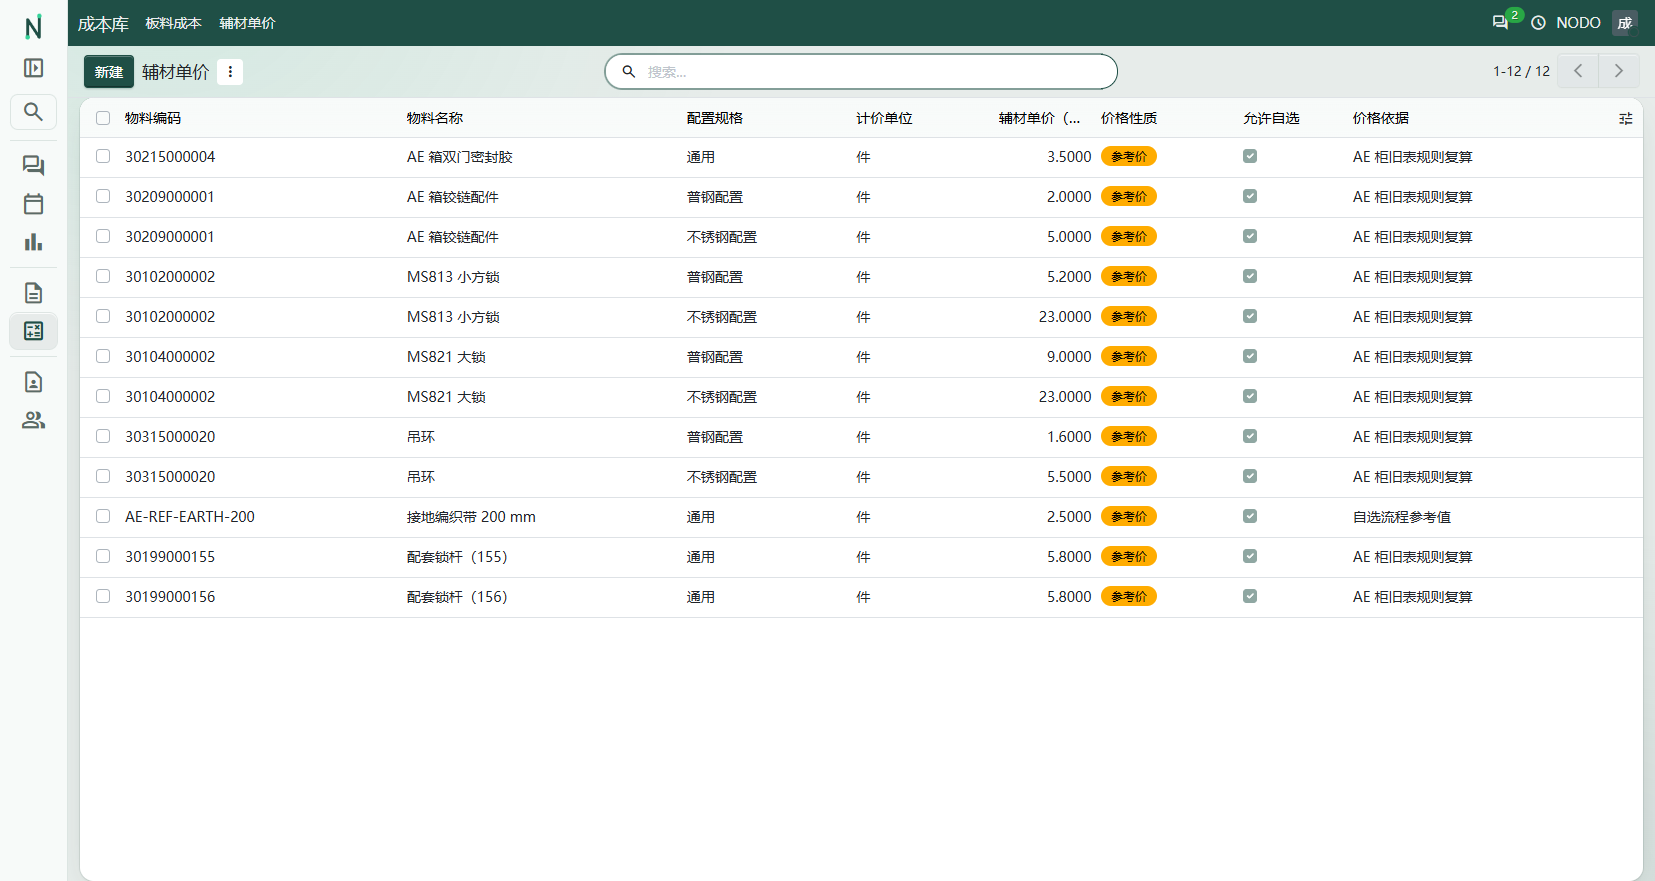 成本库 板料成本 辅材单价 2 NODO 成
新建 辅材单价 搜索... 1-12 / 12
物料编码 物料名称 配置规格 计价单位 辅材单价（... 价格性质 允许自选 价格依据
30215000004 AE 箱双门密封胶 通用 件 3.5000 参考价 AE 柜旧表规则复算
30209000001 AE 箱铰链配件 普钢配置 件 2.0000 参考价 AE 柜旧表规则复算
30209000001 AE 箱铰链配件 不锈钢配置 件 5.0000 参考价 AE 柜旧表规则复算
30102000002 MS813 小方锁 普钢配置 件 5.2000 参考价 AE 柜旧表规则复算
30102000002 MS813 小方锁 不锈钢配置 件 23.0000 参考价 AE 柜旧表规则复算
30104000002 MS821 大锁 普钢配置 件 9.0000 参考价 AE 柜旧表规则复算
30104000002 MS821 大锁 不锈钢配置 件 23.0000 参考价 AE 柜旧表规则复算
30315000020 吊环 普钢配置 件 1.6000 参考价 AE 柜旧表规则复算
30315000020 吊环 不锈钢配置 件 5.5000 参考价 AE 柜旧表规则复算
AE-REF-EARTH-200 接地编织带 200 mm 通用 件 2.5000 参考价 自选流程参考值
30199000155 配套锁杆（155） 通用 件 5.8000 参考价 AE 柜旧表规则复算
30199000156 配套锁杆（156） 通用 件 5.8000 参考价 AE 柜旧表规则复算